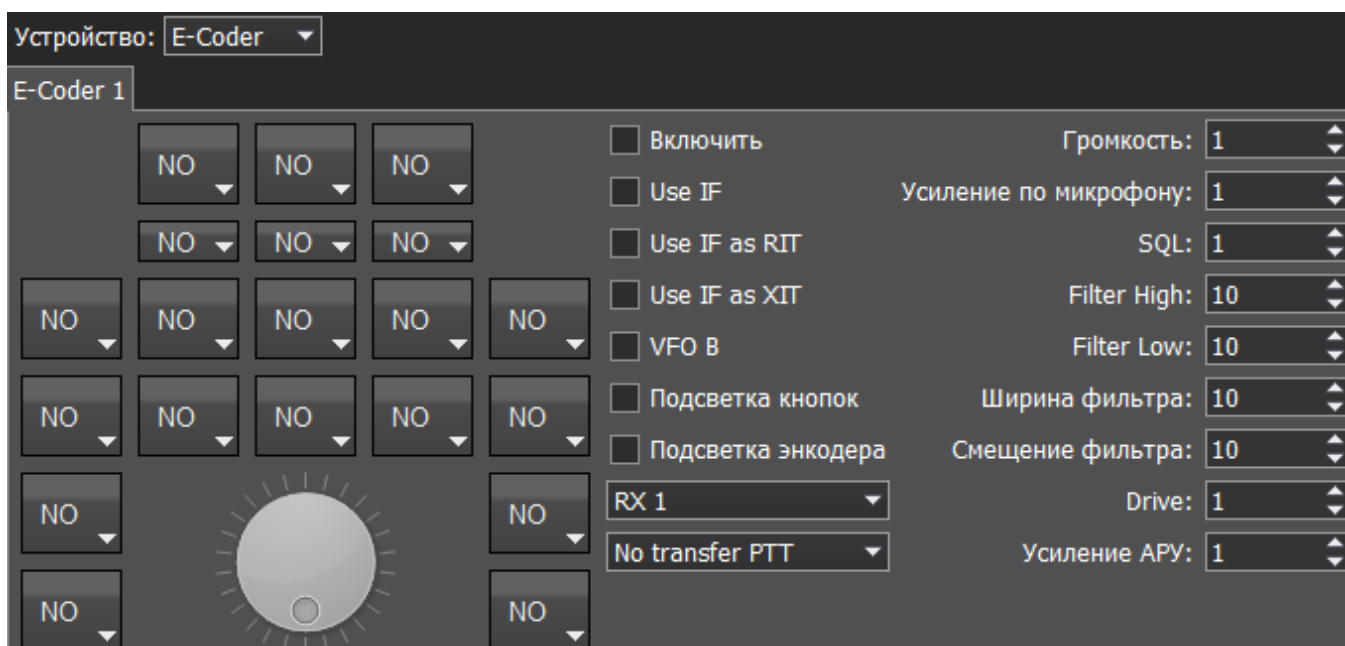 Устройство: E-Coder
E-Coder 1
NO NO NO Включить Громкость: 1
Use IF Усиление по микрофону: 1
NO NO NO Use IF as RIT SQL: 1
NO NO NO NO NO Use IF as XIT Filter High: 10
VFO B Filter Low: 10
NO NO NO NO NO Подсветка кнопок Ширина фильтра: 10
Подсветка энкодера Смещение фильтра: 10
NO NO RX 1 Drive: 1
No transfer PTT Усиление АРУ: 1
NO NO